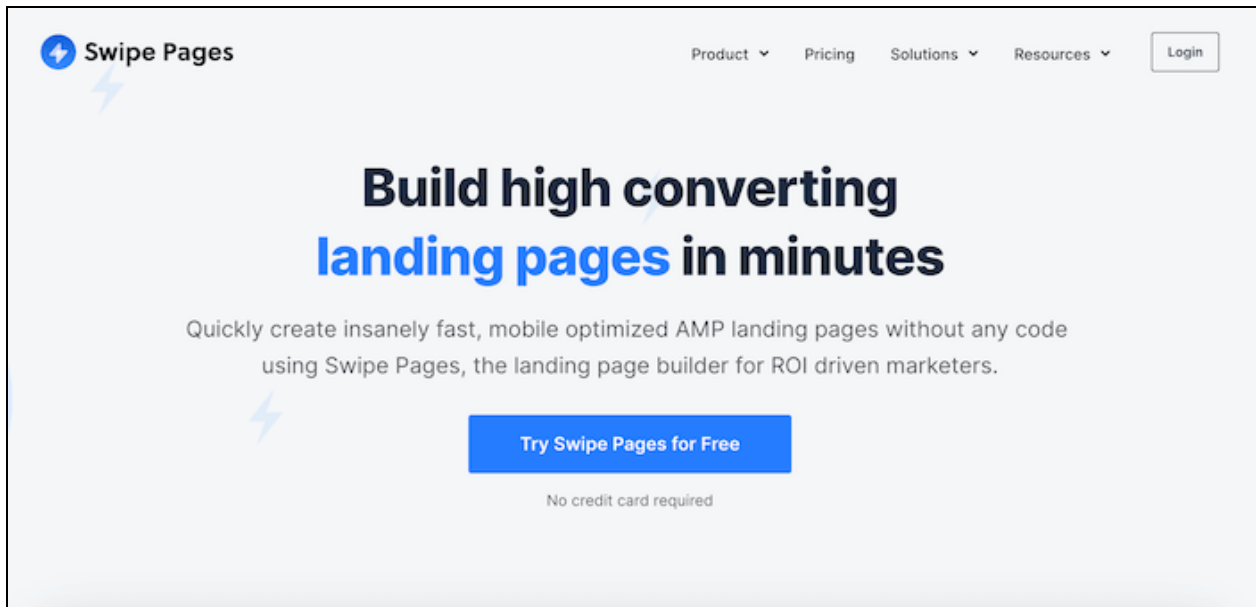 Swipe Pages
Product
Pricing
Solutions
Resources
Login
Build high converting
landing pages in minutes
Quickly create insanely fast, mobile optimized AMP landing pages without any code
using Swipe Pages, the landing page builder for ROI driven marketers.
Try Swipe Pages for Free
No credit card required